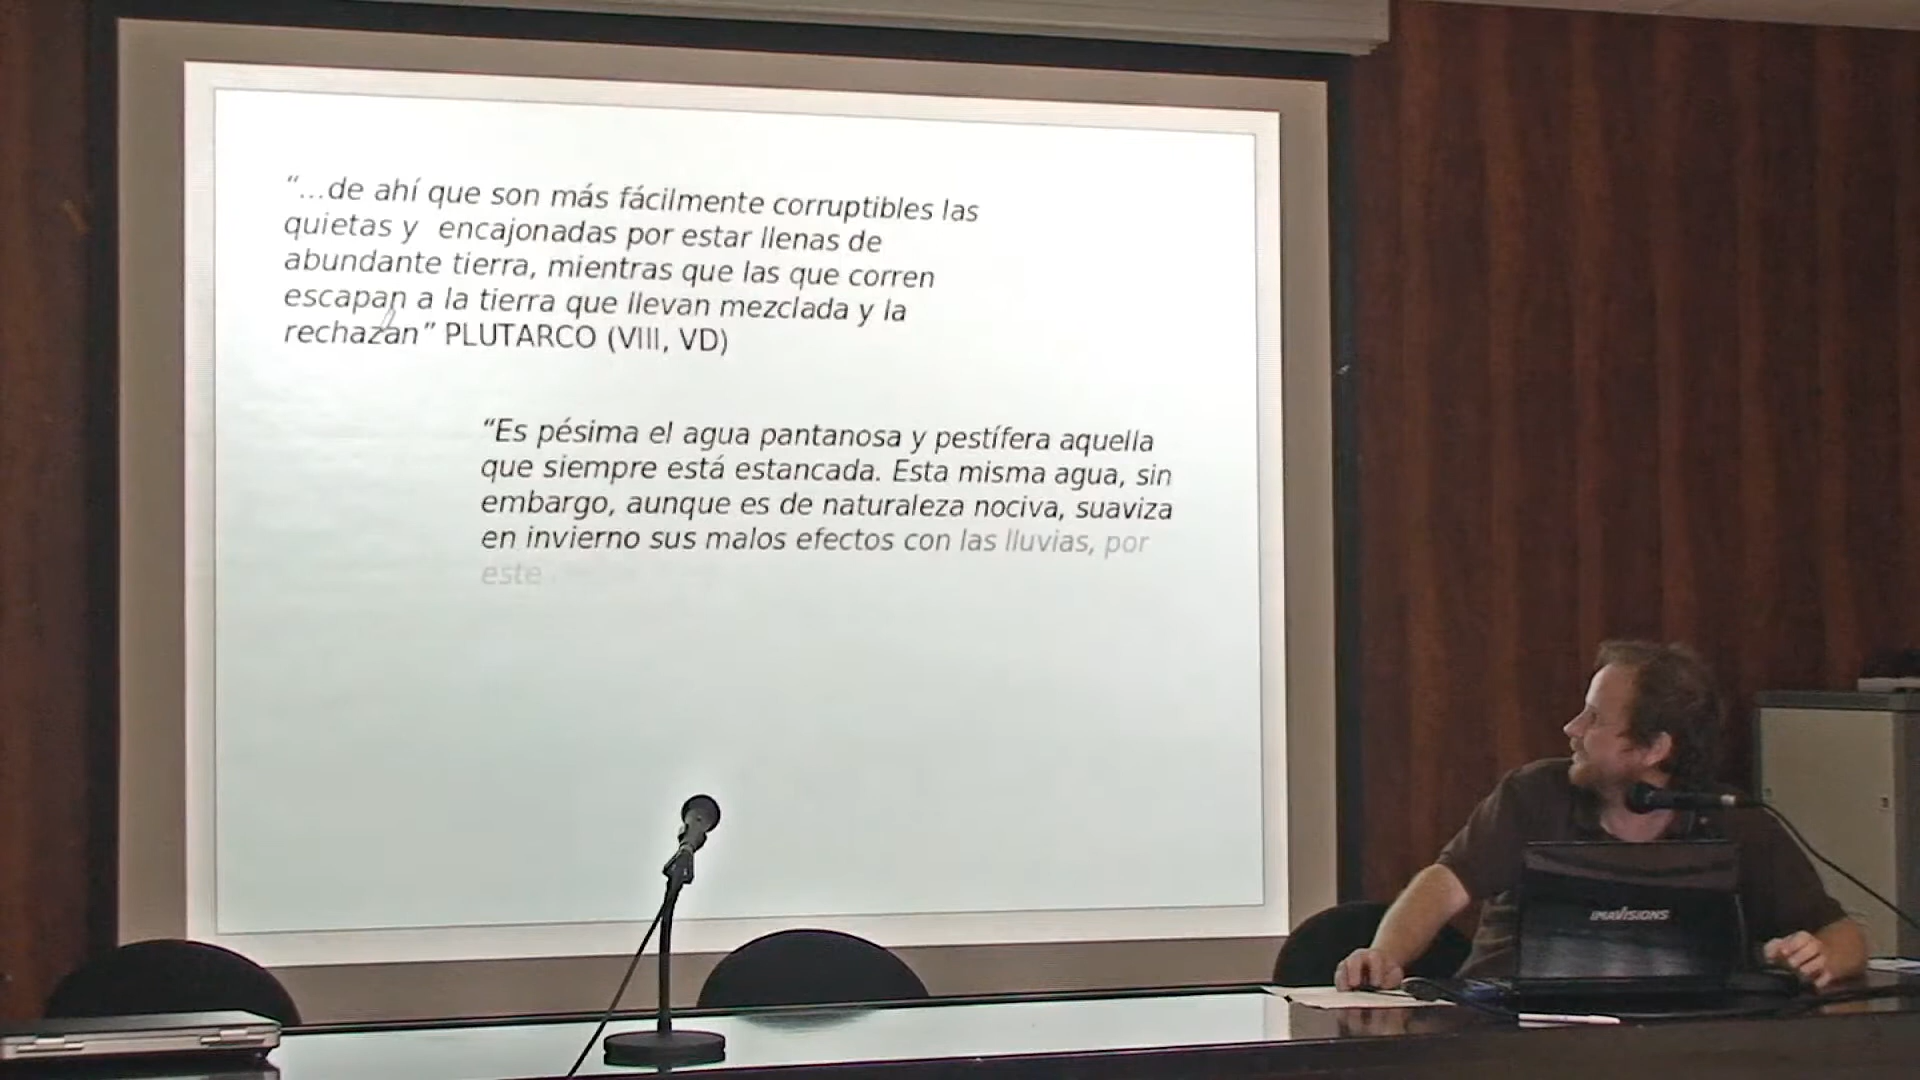 “...de ahí que son más fácilmente corruptibles las
quietas y encajonadas por estar llenas de
abundante tierra, mientras que las que corren
escapan a la tierra que llevan mezclada y la
rechazan” PLUTARCO (VIII, VD)
“Es pésima el agua pantanosa y pestífera aquella
que siempre está estancada. Esta misma agua, sin
embargo, aunque es de naturaleza nociva, suaviza
en invierno sus malos efectos con las lluvias, por
este
IMAVISIONS